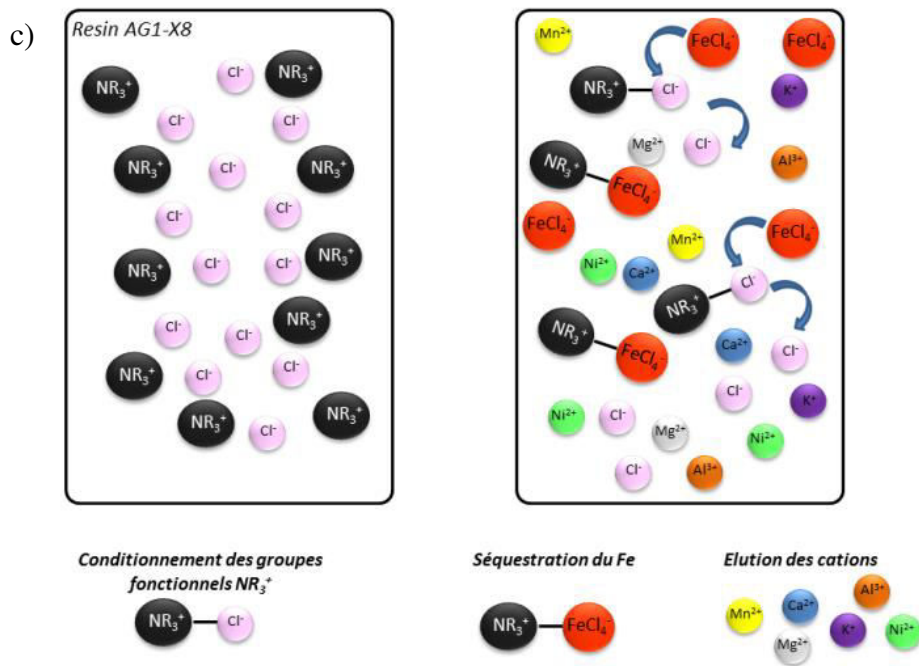 c)
Resin AG1-X8
Cl⁻
NR₃⁺
NR₃⁺
Cl⁻
Cl⁻
NR₃⁺
Cl⁻
NR₃⁺
Cl⁻
Cl⁻
NR₃⁺
Cl⁻
Cl⁻
NR₃⁺
NR₃⁺
Cl⁻
Cl⁻
NR₃⁺
Cl⁻
Cl⁻
NR₃⁺
NR₃⁺
Cl⁻
Mn²⁺
FeCl₄⁻
FeCl₄⁻
NR₃⁺
Cl⁻
K⁺
Mg²⁺
Cl⁻
Al³⁺
NR₃⁺
FeCl₄⁻
FeCl₄⁻
Mn²⁺
FeCl₄⁻
Ni²⁺
Ca²⁺
Cl⁻
NR₃⁺
NR₃⁺
FeCl₄⁻
Ca²⁺
Cl⁻
Cl⁻
K⁺
Ni²⁺
Cl⁻
Mg²⁺
Ni²⁺
Cl⁻
Al³⁺
Conditionnement des groupes
fonctionnels NR₃⁺
NR₃⁺
Cl⁻
Séquestration du Fe
NR₃⁺
FeCl₄⁻
Elution des cations
Al³⁺
Ca²⁺
Mn²⁺
K⁺
Ni²⁺
Mg²⁺